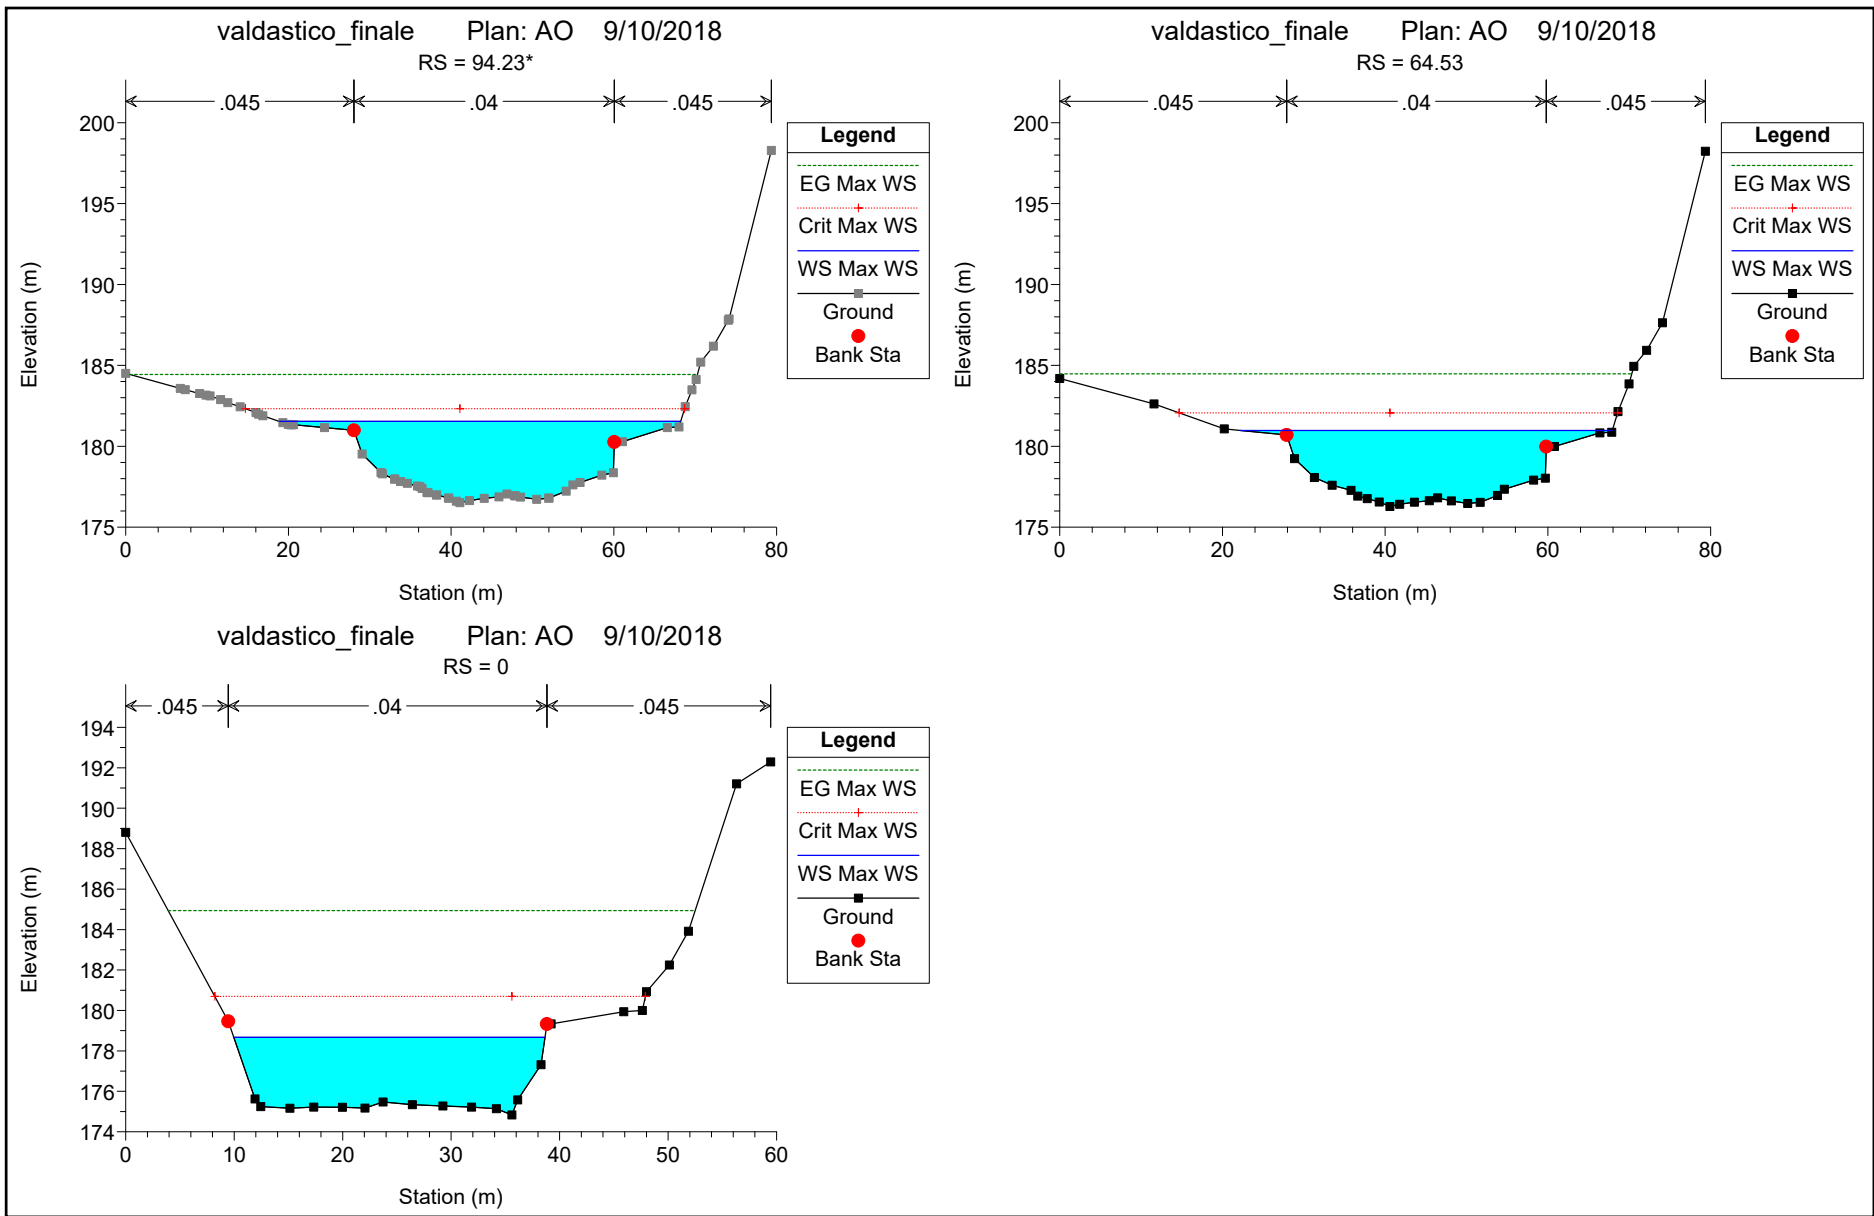 valdastico_finale Plan: AO 9/10/2018
RS = 94.23*
.045 .04 .045
200
195
190
185
180
175
0 20 40 60 80
Elevation (m)
Station (m)
Legend
EG Max WS
Crit Max WS
WS Max WS
Ground
Bank Sta
valdastico_finale Plan: AO 9/10/2018
RS = 64.53
.045 .04 .045
200
195
190
185
180
175
0 20 40 60 80
Elevation (m)
Station (m)
Legend
EG Max WS
Crit Max WS
WS Max WS
Ground
Bank Sta
valdastico_finale Plan: AO 9/10/2018
RS = 0
.045 .04 .045
194
192
190
188
186
184
182
180
178
176
174
0 10 20 30 40 50 60
Elevation (m)
Station (m)
Legend
EG Max WS
Crit Max WS
WS Max WS
Ground
Bank Sta